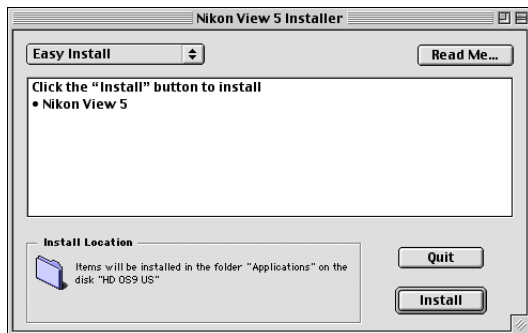 Nikon View 5 Installer
Easy Install
Read Me...
Click the “Install” button to install
• Nikon View 5
Install Location
Items will be installed in the folder "Applications" on the
disk "HD OS9 US"
Quit
Install